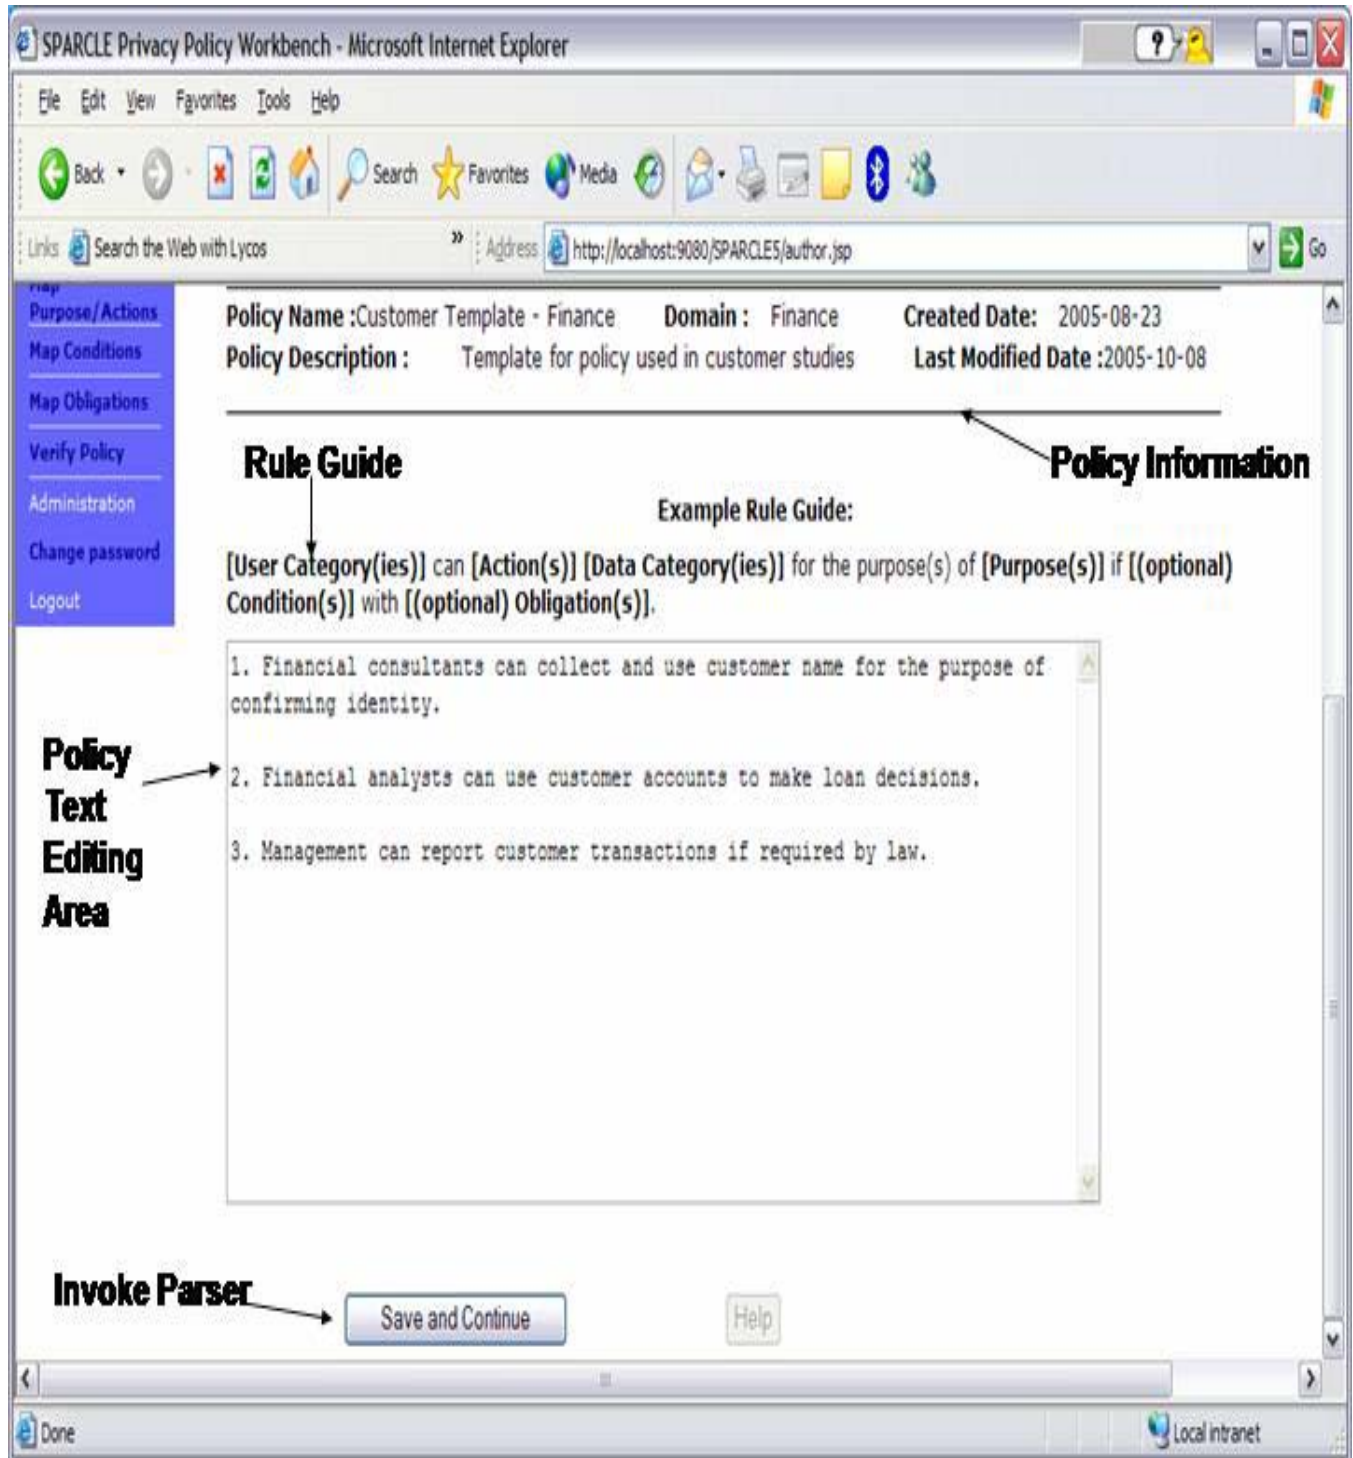 SPARCLE Privacy Policy Workbench - Microsoft Internet Explorer
File Edit View Favorites Tools Help
Back Search Favorites Media
Links Search the Web with Lycos » Address http://localhost:9080/SPARCLE5/author.jsp Go
Map
Purpose/Actions
Map Conditions
Map Obligations
Verify Policy
Administration
Change password
Logout
Policy Name :Customer Template - Finance Domain : Finance Created Date: 2005-08-23
Policy Description : Template for policy used in customer studies Last Modified Date :2005-10-08
Rule Guide
Policy Information
Example Rule Guide:
[User Category(ies)] can [Action(s)] [Data Category(ies)] for the purpose(s) of [Purpose(s)] if [(optional)
Condition(s)] with [(optional) Obligation(s)].
1. Financial consultants can collect and use customer name for the purpose of
confirming identity.
2. Financial analysts can use customer accounts to make loan decisions.
3. Management can report customer transactions if required by law.
Policy
Text
Editing
Area
Invoke Parser
Save and Continue Help
Done Local intranet